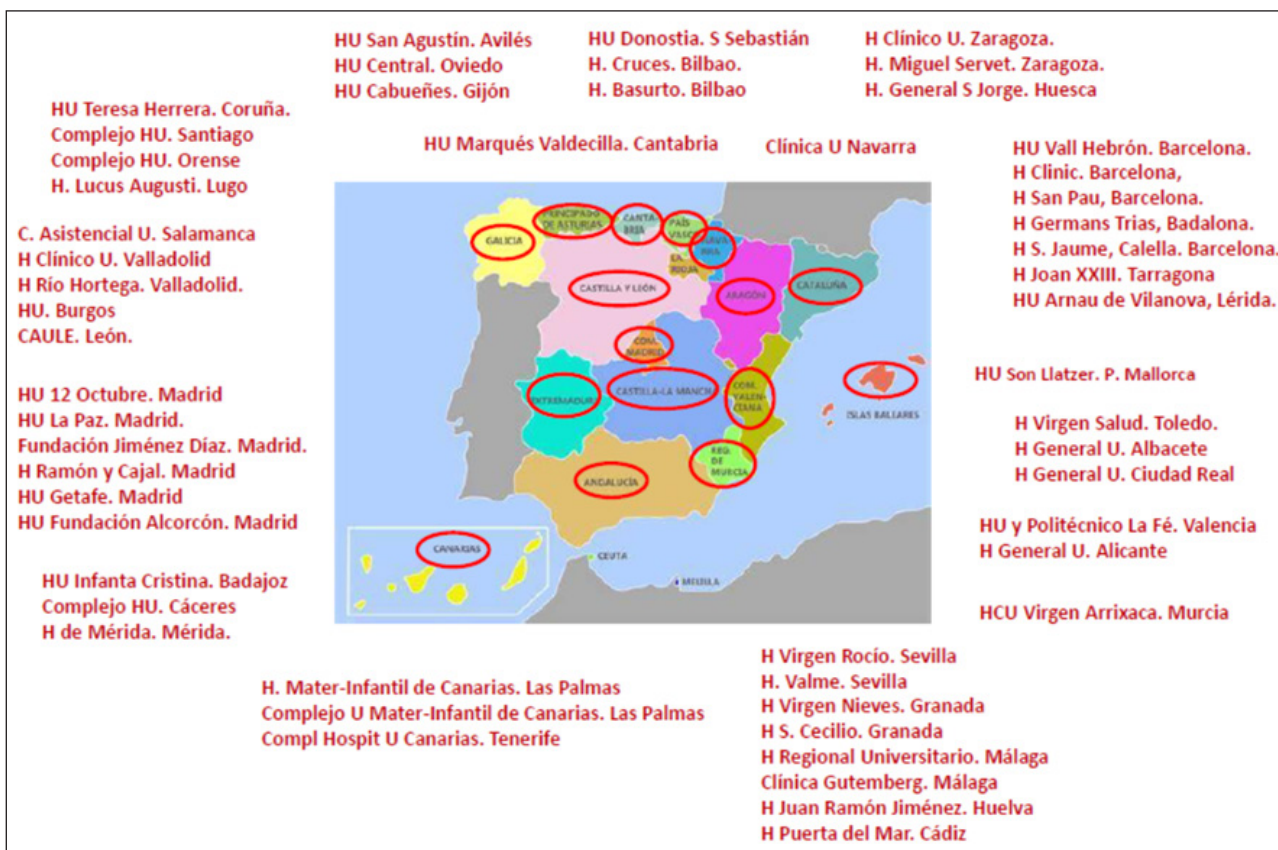 HU San Agustín. Avilés
HU Central. Oviedo
HU Cabueñes. Gijón
HU Donostia. S Sebastián
H. Cruces. Bilbao.
H. Basurto. Bilbao
H Clínico U. Zaragoza.
H. Miguel Servet. Zaragoza.
H. General S Jorge. Huesca
HU Teresa Herrera. Coruña.
Complejo HU. Santiago
Complejo HU. Orense
H. Lucus Augusti. Lugo
HU Marqués Valdecilla. Cantabria
Clínica U Navarra
HU Vall Hebrón. Barcelona.
H Clinic. Barcelona,
H San Pau, Barcelona.
H Germans Trias, Badalona.
H S. Jaume, Calella. Barcelona.
H Joan XXIII. Tarragona
HU Arnau de Vilanova, Lérida.
C. Asistencial U. Salamanca
H Clínico U. Valladolid
H Río Hortega. Valladolid.
HU. Burgos
CAULE. León.
GALICIA
PRINCIPADO
DE ASTURIAS
CANTA-
BRIA
PAÍS
VASCO
NAVA-
RRA
LA
RIOJA
CASTILLA Y LEÓN
ARAGÓN
CATALUÑA
COM.
MADRID
EXTREMADUR
CASTILLA-LA MANCH
COM.
VALEN-
CIANA
ISLAS BALEARES
REG.
DE
MURCIA
ANDALUCÍA
CANARIAS
CEUTA
MELILLA
HU 12 Octubre. Madrid
HU La Paz. Madrid.
Fundación Jiménez Díaz. Madrid.
H Ramón y Cajal. Madrid
HU Getafe. Madrid
HU Fundación Alcorcón. Madrid
HU Son Llatzer. P. Mallorca
H Virgen Salud. Toledo.
H General U. Albacete
H General U. Ciudad Real
HU y Politécnico La Fé. Valencia
H General U. Alicante
HU Infanta Cristina. Badajoz
Complejo HU. Cáceres
H de Mérida. Mérida.
HCU Virgen Arrixaca. Murcia
H. Mater-Infantil de Canarias. Las Palmas
Complejo U Mater-Infantil de Canarias. Las Palmas
Compl Hospit U Canarias. Tenerife
H Virgen Rocío. Sevilla
H. Valme. Sevilla
H Virgen Nieves. Granada
H S. Cecilio. Granada
H Regional Universitario. Málaga
Clínica Gutemberg. Málaga
H Juan Ramón Jiménez. Huelva
H Puerta del Mar. Cádiz